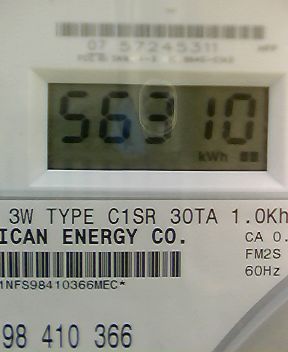 07 57245311
56310
kWh
3W TYPE C1SR 30TA 1.0Kh
ICAN ENERGY CO.
CA 0.
FM2S
60Hz
1NFS98410366MEC*
98 410 366